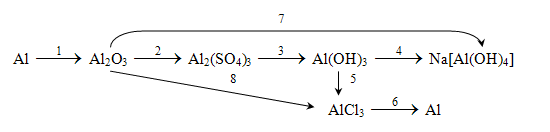 7
Al 1 Al₂O₃ 2 Al₂(SO₄)₃ 3 Al(OH)₃ 4 Na[Al(OH)₄]
8 5
AlCl₃ 6 Al